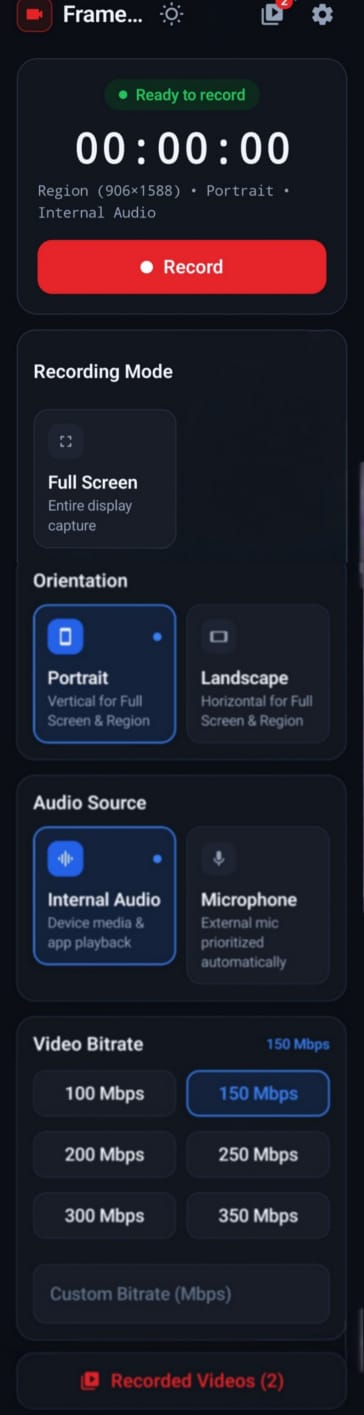 Frame...
2
Ready to record
00:00:00
Region (906×1588) • Portrait •
Internal Audio
Record
Recording Mode
Full Screen
Entire display
capture
Orientation
Portrait
Vertical for Full
Screen & Region
Landscape
Horizontal for Full
Screen & Region
Audio Source
Internal Audio
Device media &
app playback
Microphone
External mic
prioritized
automatically
Video Bitrate
150 Mbps
100 Mbps
150 Mbps
200 Mbps
250 Mbps
300 Mbps
350 Mbps
Custom Bitrate (Mbps)
Recorded Videos (2)